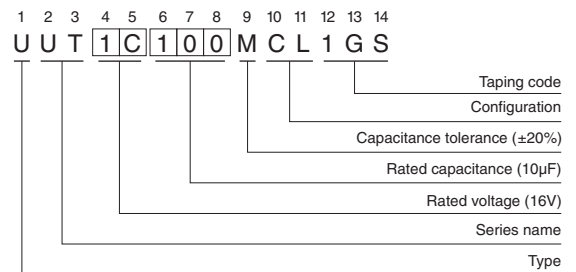 1 2 3 4 5 6 7 8 9 10 11 12 13 14
U U T 1 C 1 0 0 M C L 1 G S
Taping code
Configuration
Capacitance tolerance (±20%)
Rated capacitance (10µF)
Rated voltage (16V)
Series name
Type